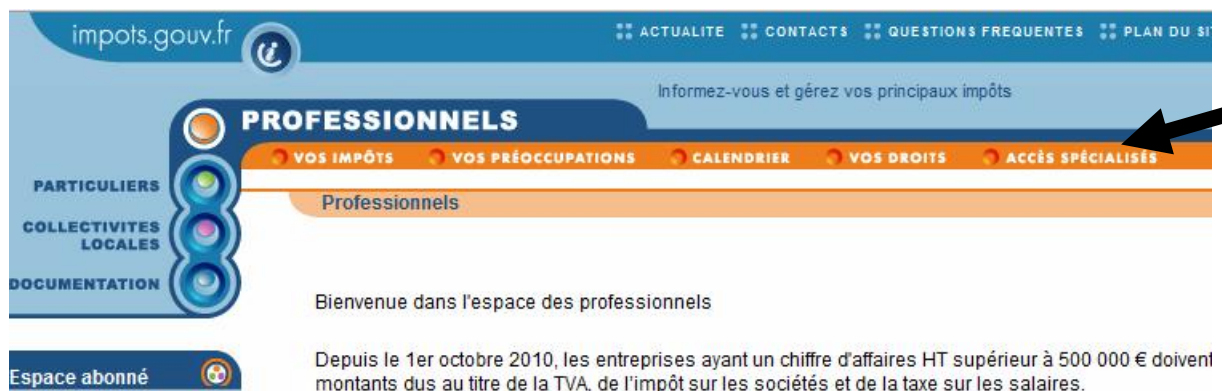 impots.gouv.fr
ACTUALITE CONTACTS QUESTIONS FREQUENTES PLAN DU
Informez-vous et gérez vos principaux impôts
PROFESSIONNELS
VOS IMPÔTS VOS PRÉOCCUPATIONS CALENDRIER VOS DROITS ACCÈS SPÉCIALISÉS
PARTICULIERS
COLLECTIVITES
LOCALES
DOCUMENTATION
Professionnels
Bienvenue dans l'espace des professionnels
Espace abonné
Depuis le 1er octobre 2010, les entreprises ayant un chiffre d'affaires HT supérieur à 500 000 € doivent
montants dus au titre de la TVA, de l'impôt sur les sociétés et de la taxe sur les salaires.